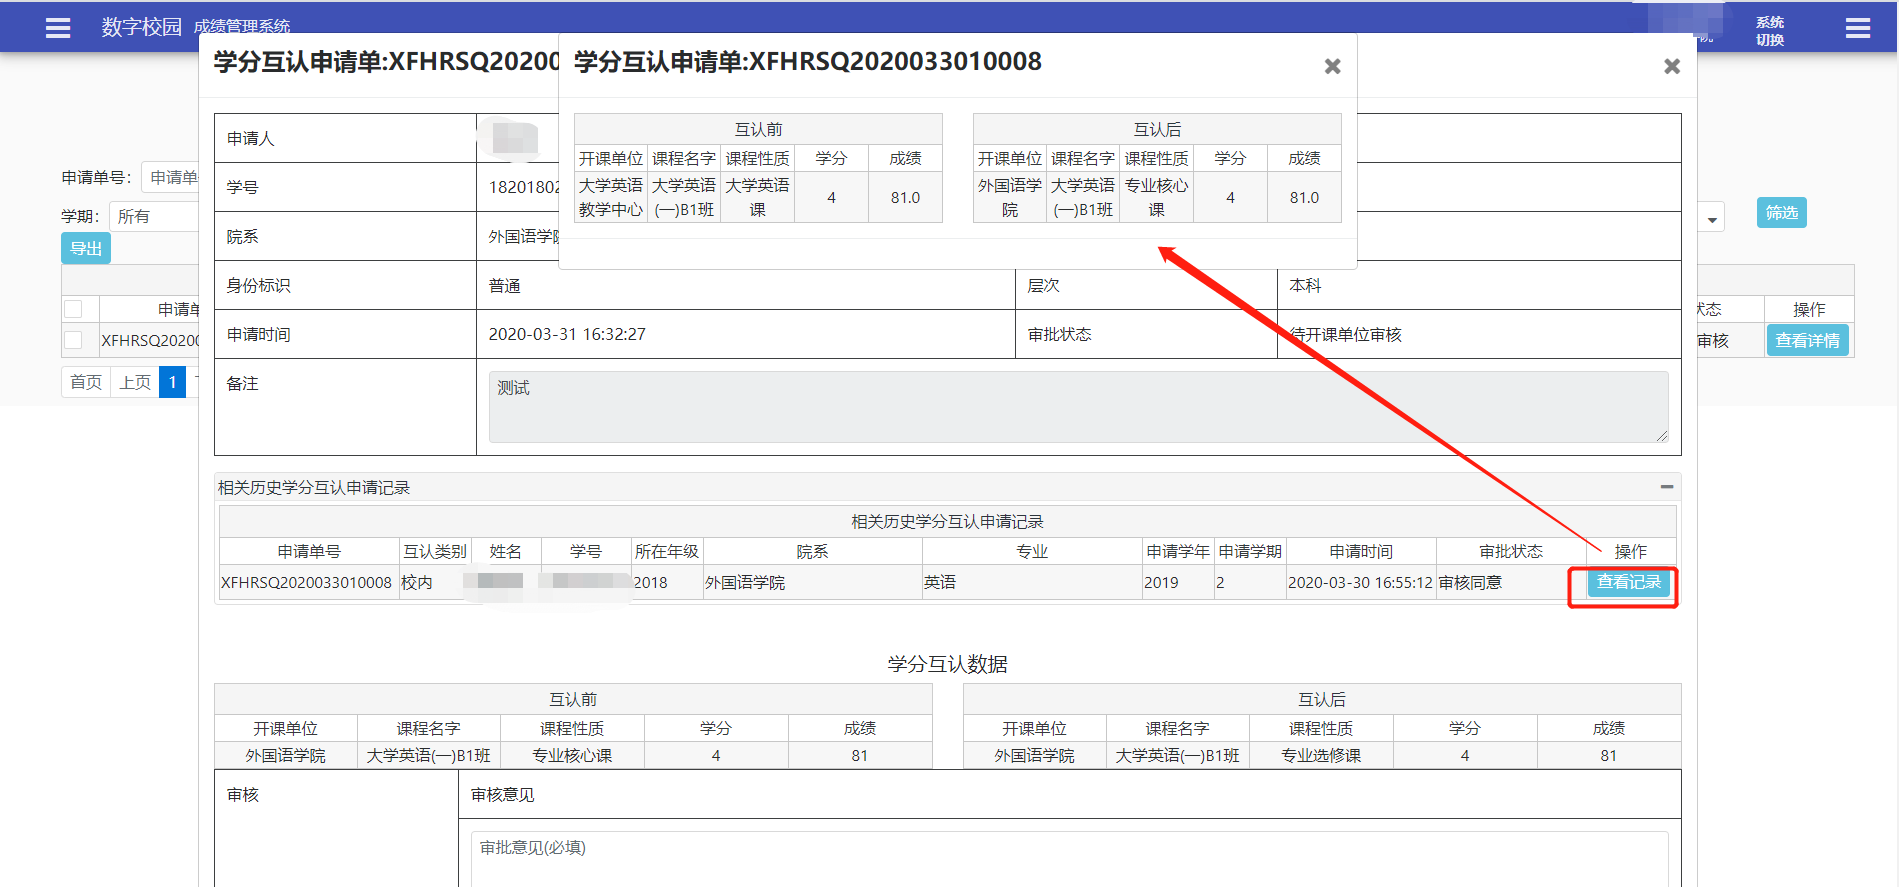 数字校园 成绩管理系统
系统
切换
学分互认申请单:XFHRSQ20200
学分互认申请单:XFHRSQ2020033010008
互认前
互认后
开课单位 课程名字 课程性质 学分 成绩
开课单位 课程名字 课程性质 学分 成绩
大学英语教学中心 大学英语(一)B1班 大学英语课 4 81.0
外国语学院 大学英语(一)B1班 专业核心课 4 81.0
申请单号: 申请单
学期: 所有
筛选
导出
申请单
状态 操作
XFHRSQ2020
审核 查看详情
首页 上页 1
申请人
学号 18201802
院系 外国语学院
身份标识 普通 层次 本科
申请时间 2020-03-31 16:32:27 审批状态 待开课单位审核
备注 测试
相关历史学分互认申请记录
相关历史学分互认申请记录
申请单号 互认类别 姓名 学号 所在年级 院系 专业 申请学年 申请学期 申请时间 审批状态 操作
XFHRSQ2020033010008 校内 2018 外国语学院 英语 2019 2 2020-03-30 16:55:12 审核同意 查看记录
学分互认数据
互认前
互认后
开课单位 课程名字 课程性质 学分 成绩
开课单位 课程名字 课程性质 学分 成绩
外国语学院 大学英语(一)B1班 专业核心课 4 81
外国语学院 大学英语(一)B1班 专业选修课 4 81
审核 审核意见
审批意见(必填)